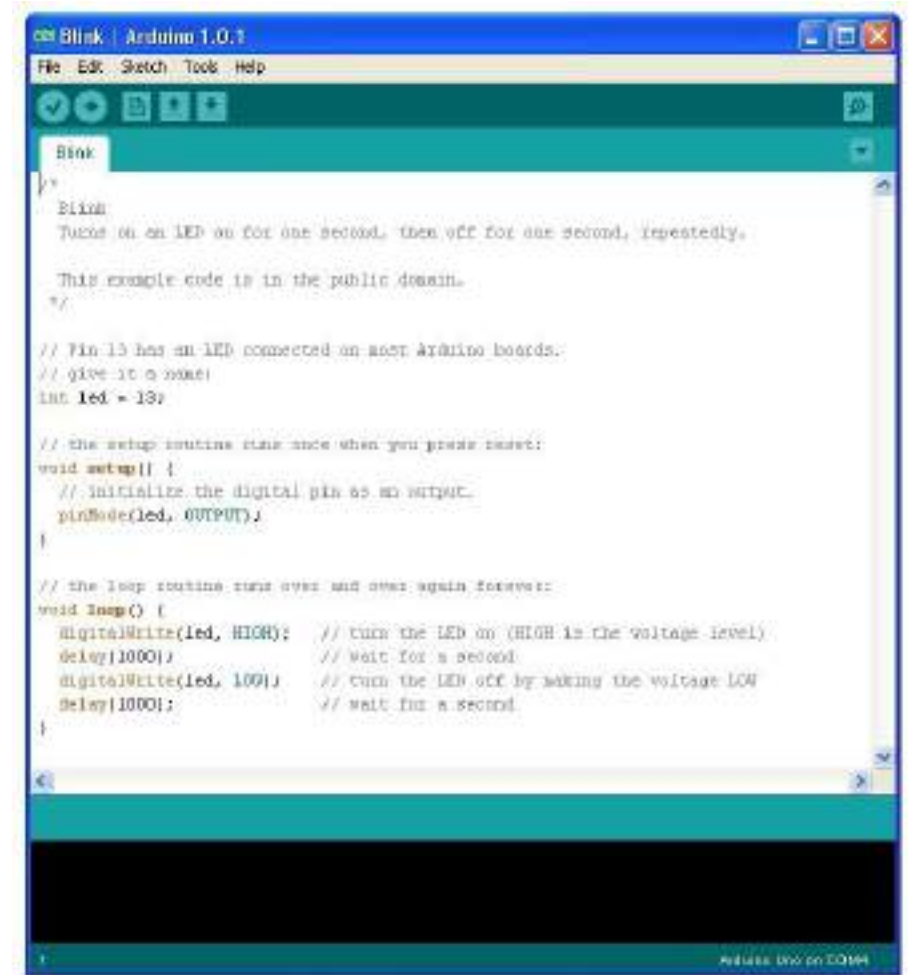 Blink | Arduino 1.0.1
File Edit Sketch Tools Help
Blink
/*
Blink
Turns on an LED on for one second, then off for one second, repeatedly.
This example code is in the public domain.
*/
// Pin 13 has an LED connected on most Arduino boards.
// give it a name:
int led = 13;
// the setup routine runs once when you press reset:
void setup() {
// initialize the digital pin as an output.
pinMode(led, OUTPUT);
}
// the loop routine runs over and over again forever:
void loop() {
digitalWrite(led, HIGH); // turn the LED on (HIGH is the voltage level)
delay(1000); // wait for a second
digitalWrite(led, LOW); // turn the LED off by making the voltage LOW
delay(1000); // wait for a second
}
1
Arduino Uno on COM4